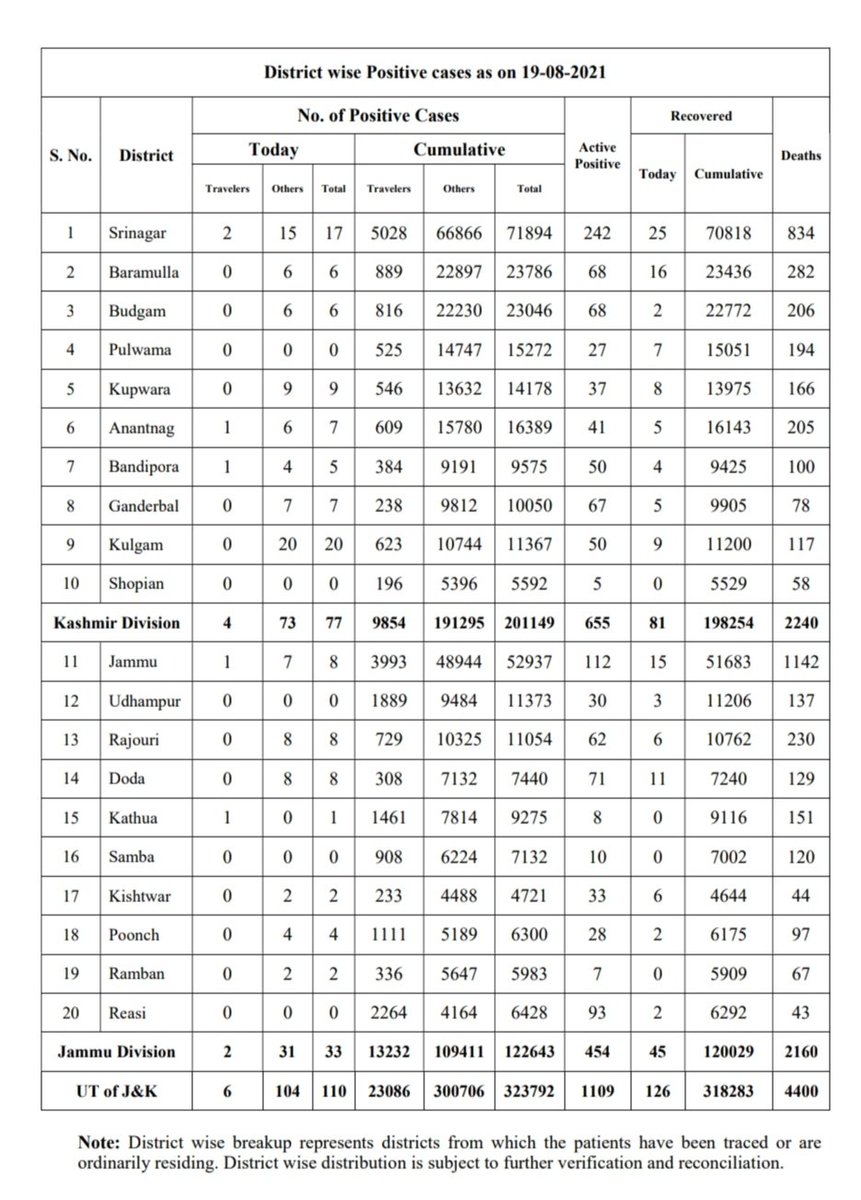 District wise Positive cases as on 19-08-2021
S. No. District No. of Positive Cases Active Positive Recovered Deaths
Today Cumulative Today Cumulative
Travelers Others Total Travelers Others Total
1 Srinagar 2 15 17 5028 66866 71894 242 25 70818 834
2 Baramulla 0 6 6 889 22897 23786 68 16 23436 282
3 Budgam 0 6 6 816 22230 23046 68 2 22772 206
4 Pulwama 0 0 0 525 14747 15272 27 7 15051 194
5 Kupwara 0 9 9 546 13632 14178 37 8 13975 166
6 Anantnag 1 6 7 609 15780 16389 41 5 16143 205
7 Bandipora 1 4 5 384 9191 9575 50 4 9425 100
8 Ganderbal 0 7 7 238 9812 10050 67 5 9905 78
9 Kulgam 0 20 20 623 10744 11367 50 9 11200 117
10 Shopian 0 0 0 196 5396 5592 5 0 5529 58
Kashmir Division 4 73 77 9854 191295 201149 655 81 198254 2240
11 Jammu 1 7 8 3993 48944 52937 112 15 51683 1142
12 Udhampur 0 0 0 1889 9484 11373 30 3 11206 137
13 Rajouri 0 8 8 729 10325 11054 62 6 10762 230
14 Doda 0 8 8 308 7132 7440 71 11 7240 129
15 Kathua 1 0 1 1461 7814 9275 8 0 9116 151
16 Samba 0 0 0 908 6224 7132 10 0 7002 120
17 Kishtwar 0 2 2 233 4488 4721 33 6 4644 44
18 Poonch 0 4 4 1111 5189 6300 28 2 6175 97
19 Ramban 0 2 2 336 5647 5983 7 0 5909 67
20 Reasi 0 0 0 2264 4164 6428 93 2 6292 43
Jammu Division 2 31 33 13232 109411 122643 454 45 120029 2160
UT of J&K 6 104 110 23086 300706 323792 1109 126 318283 4400
Note: District wise breakup represents districts from which the patients have been traced or are
ordinarily residing. District wise distribution is subject to further verification and reconciliation.